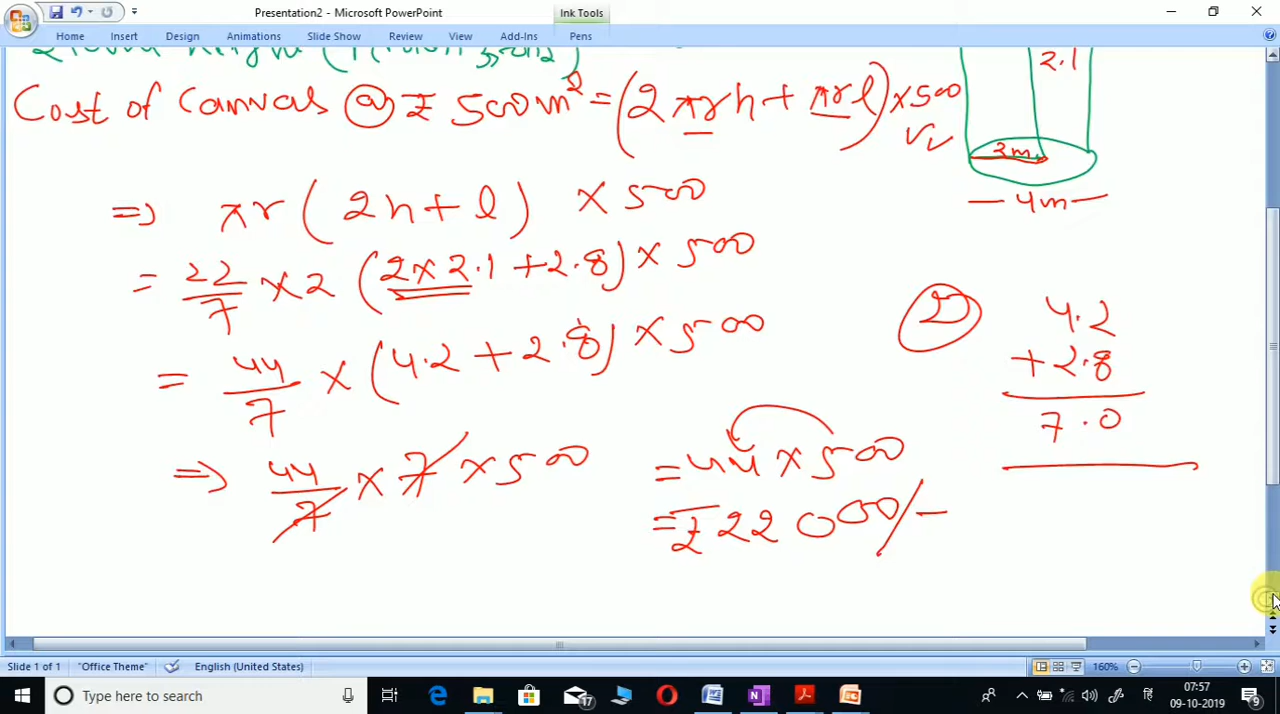 Presentation2 - Microsoft PowerPoint
Ink Tools
Home Insert Design Animations Slide Show Review View Add-Ins Pens
2.1
Cost of Canvas @ ₹ 500 m² = (2πrh + πrl) × 500
2m
4m
=> πr (2h + l) × 500
= 22/7 × 2 (2 × 2.1 + 2.8) × 500
= 44/7 × (4.2 + 2.8) × 500
2
4.2
+ 2.8
7.0
=> 44/7 × 7 × 500
= 44 × 500
= ₹ 22000/-
Slide 1 of 1 "Office Theme" English (United States) 160%
Type here to search
17
हि
07:57
09-10-2019
9